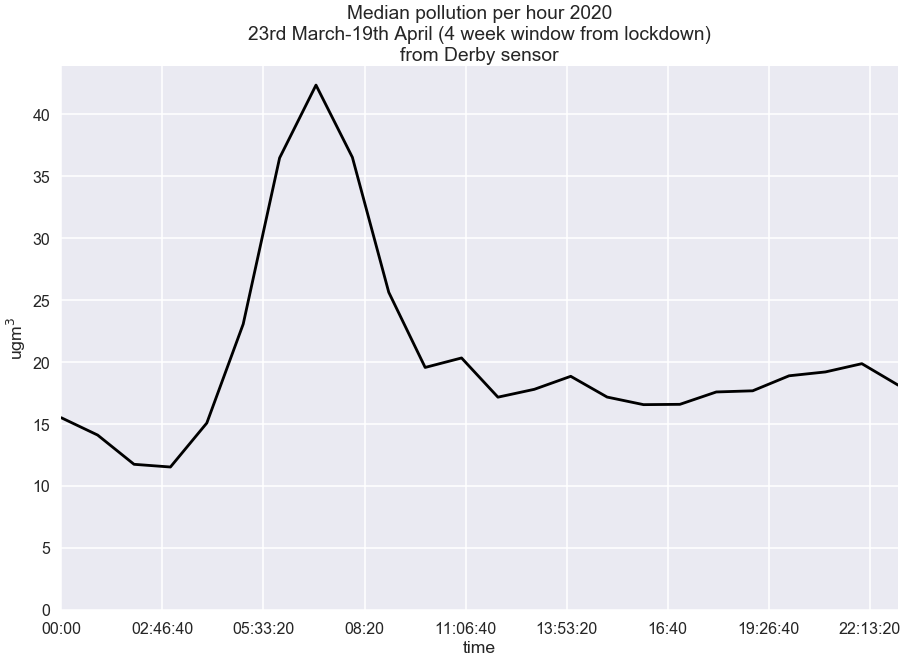 Median pollution per hour 2020
23rd March-19th April (4 week window from lockdown)
from Derby sensor
ugm³
40
35
30
25
20
15
10
5
0
00:00 02:46:40 05:33:20 08:20 11:06:40 13:53:20 16:40 19:26:40 22:13:20
time